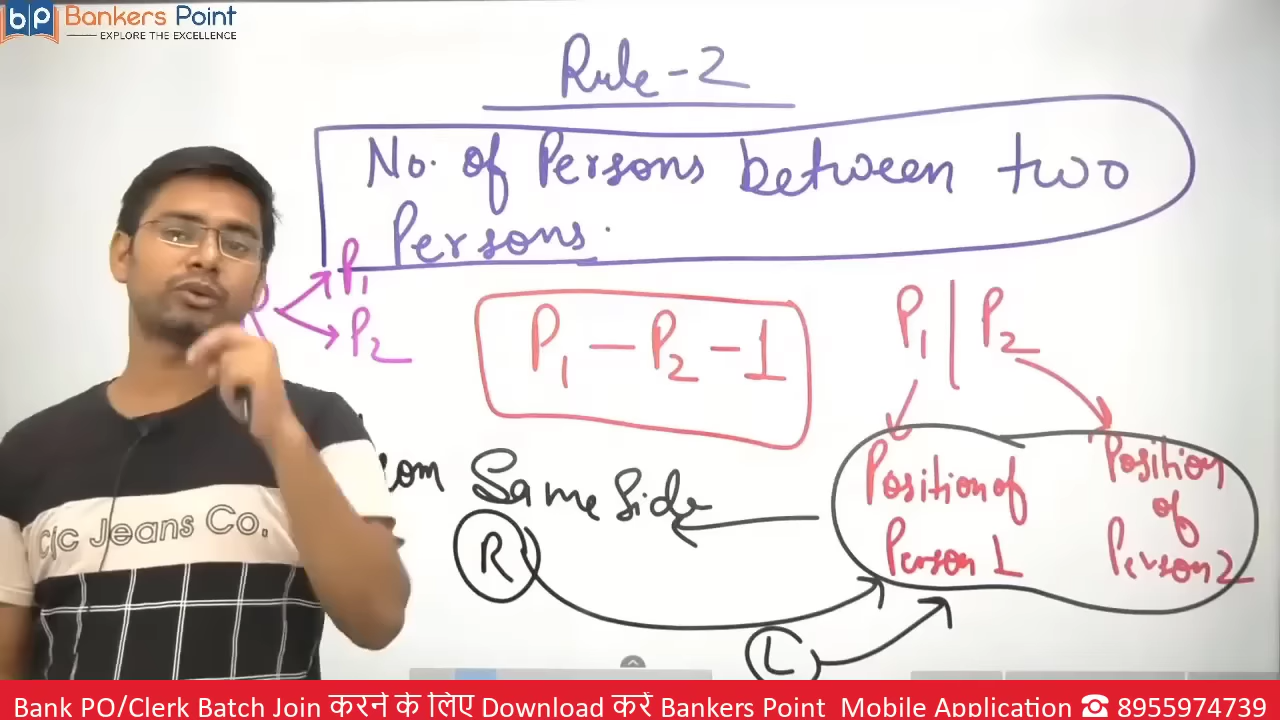 bp Bankers Point
EXPLORE THE EXCELLENCE
Rule-2
No. of Persons between two
Persons.
P1
P2
P1 - P2 - 1
P1 | P2
Position of
Person 1
Position
of
Person 2
Same Side
R
L
Jeans Co.
Bank PO/Clerk Batch Join करने के लिए Download करें Bankers Point Mobile Application ☎ 8955974739